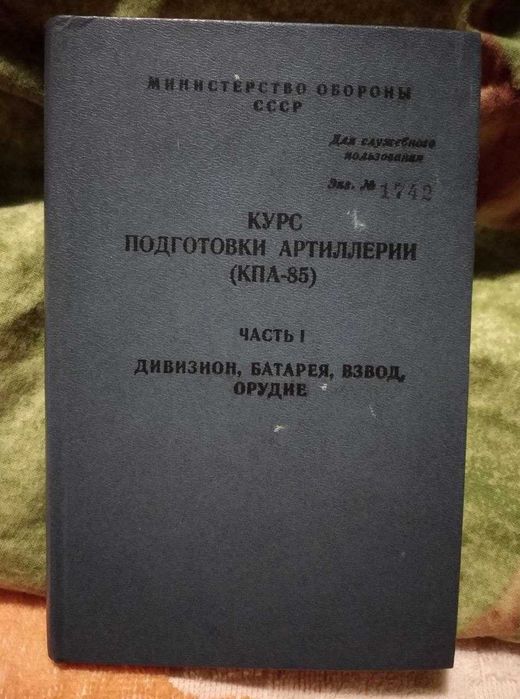 МИНИСТЕРСТВО ОБОРОНЫ
СССР
Для служебного
пользования
Экз. № 1742
КУРС
ПОДГОТОВКИ АРТИЛЛЕРИИ
(КПА-85)
ЧАСТЬ I
ДИВИЗИОН, БАТАРЕЯ, ВЗВОД,
ОРУДИЕ